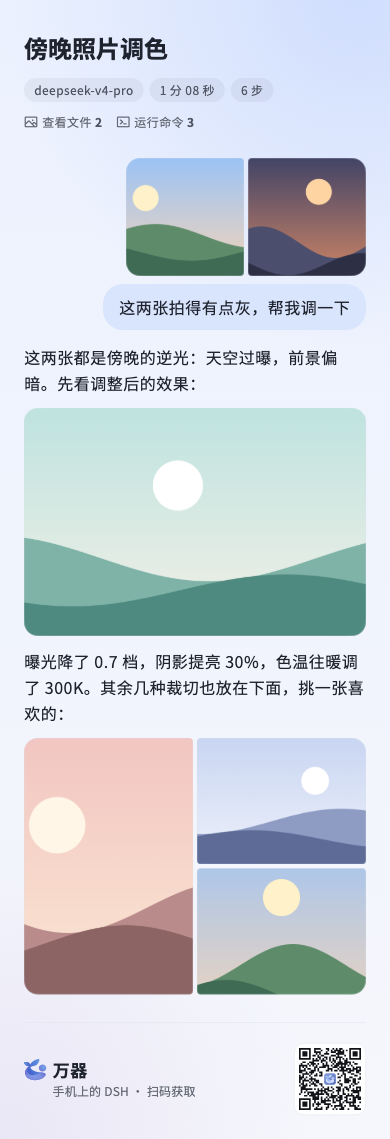 傍晚照片调色
deepseek-v4-pro
1 分 08 秒
6 步
查看文件 2
运行命令 3
这两张拍得有点灰，帮我调一下
这两张都是傍晚的逆光：天空过曝，前景偏
暗。先看调整后的效果：
曝光降了 0.7 档，阴影提亮 30%，色温往暖调
了 300K。其余几种裁切也放在下面，挑一张喜
欢的：
万器
手机上的 DSH · 扫码获取